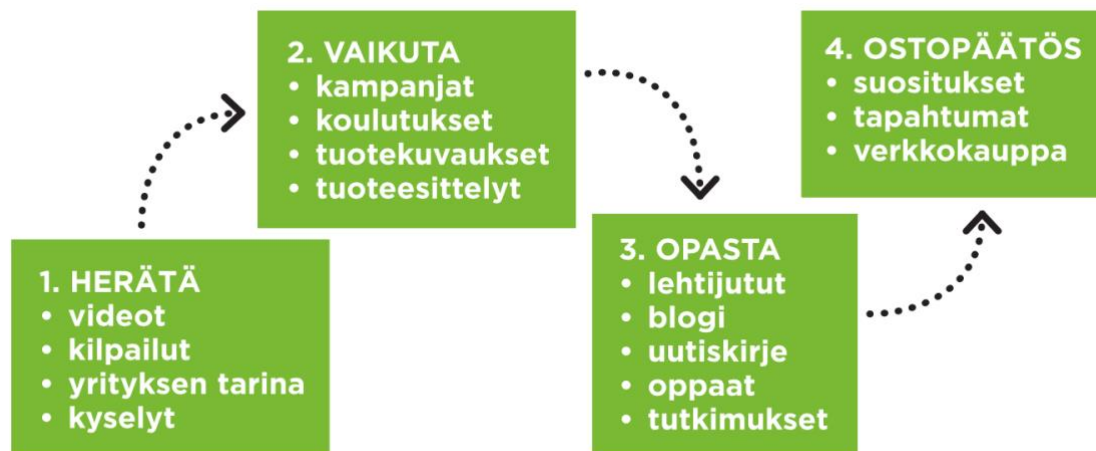 1. HERÄTÄ
• videot
• kilpailut
• yrityksen tarina
• kyselyt
2. VAIKUTA
• kampanjat
• koulutukset
• tuotekuvaukset
• tuoteesittelyt
3. OPASTA
• lehtijutut
• blogi
• uutiskirje
• oppaat
• tutkimukset
4. OSTOPÄÄTÖS
• suositukset
• tapahtumat
• verkkokauppa